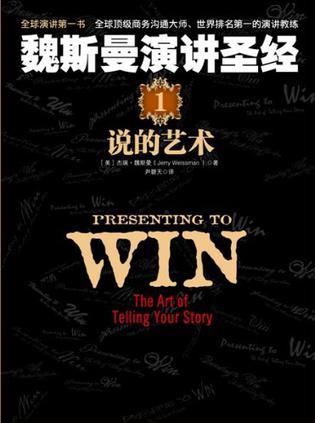 全球演讲第一书 全球顶级商务沟通大师、世界排名第一的演讲教练
魏斯曼演讲圣经
1
说的艺术
[美]杰瑞·魏斯曼(Jerry Weissman)◎著
尹碧天◎译
PRESENTING TO
WIN
The Art of
Telling Your Story